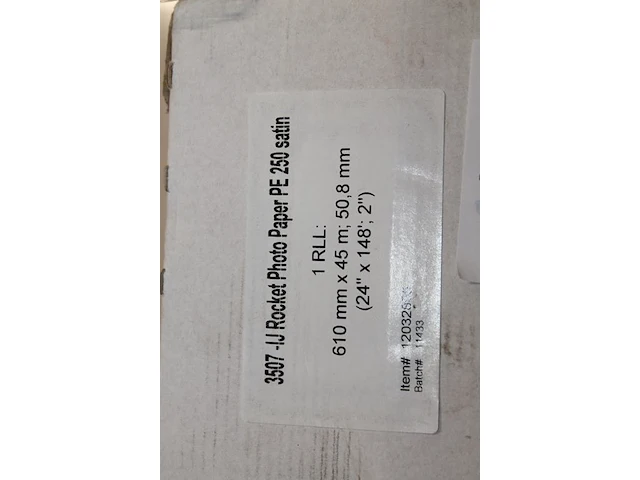 3507 -IJ Rocket Photo Paper PE 250 satin
1 RLL:
610 mm x 45 m; 50,8 mm
(24" x 148'; 2")
Item#
Batch# 11433